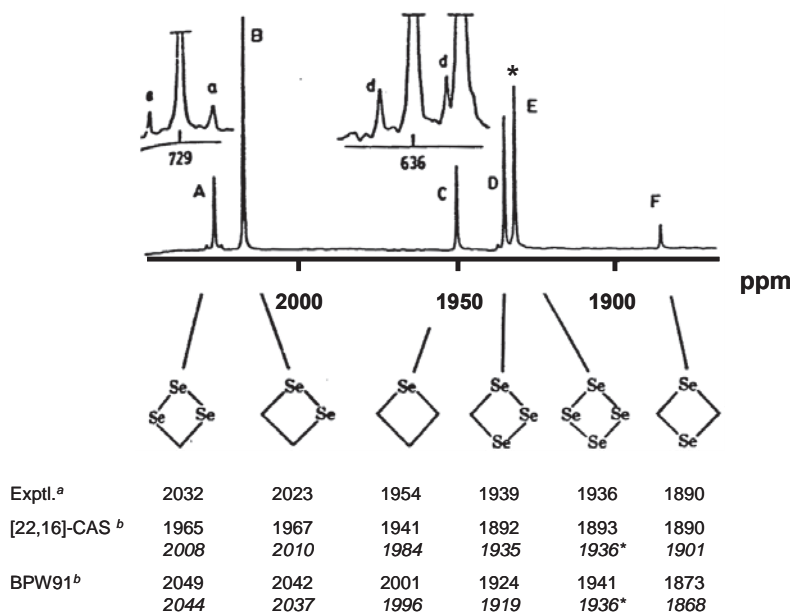 B
a a
d d
*
E
729
636
A
C
D
F
ppm
2000 1950 1900
Se Se Se Se Se Se
Se Se Se Se Se Se
Se Se Se
Exptl.a 2032 2023 1954 1939 1936 1890
[22,16]-CAS b 1965 1967 1941 1892 1893 1890
2008 2010 1984 1935 1936* 1901
BPW91b 2049 2042 2001 1924 1941 1873
2044 2037 1996 1919 1936* 1868